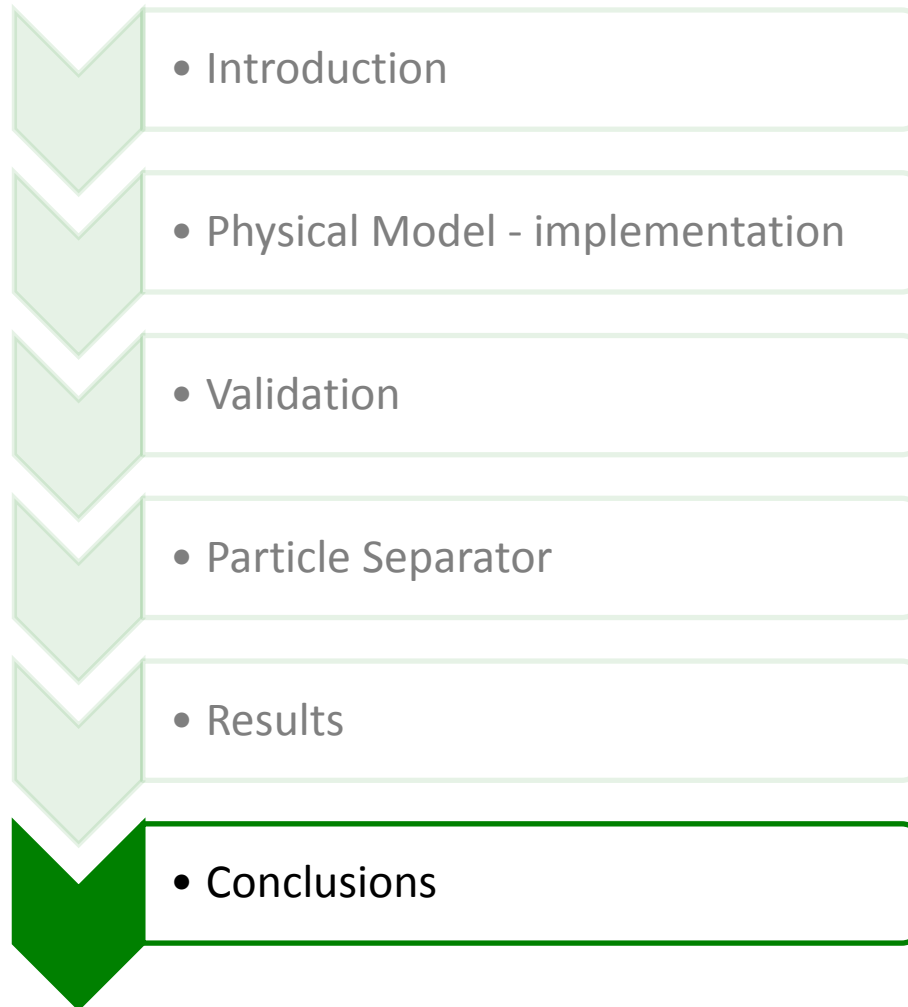 • Introduction
• Physical Model - implementation
• Validation
• Particle Separator
• Results
• Conclusions